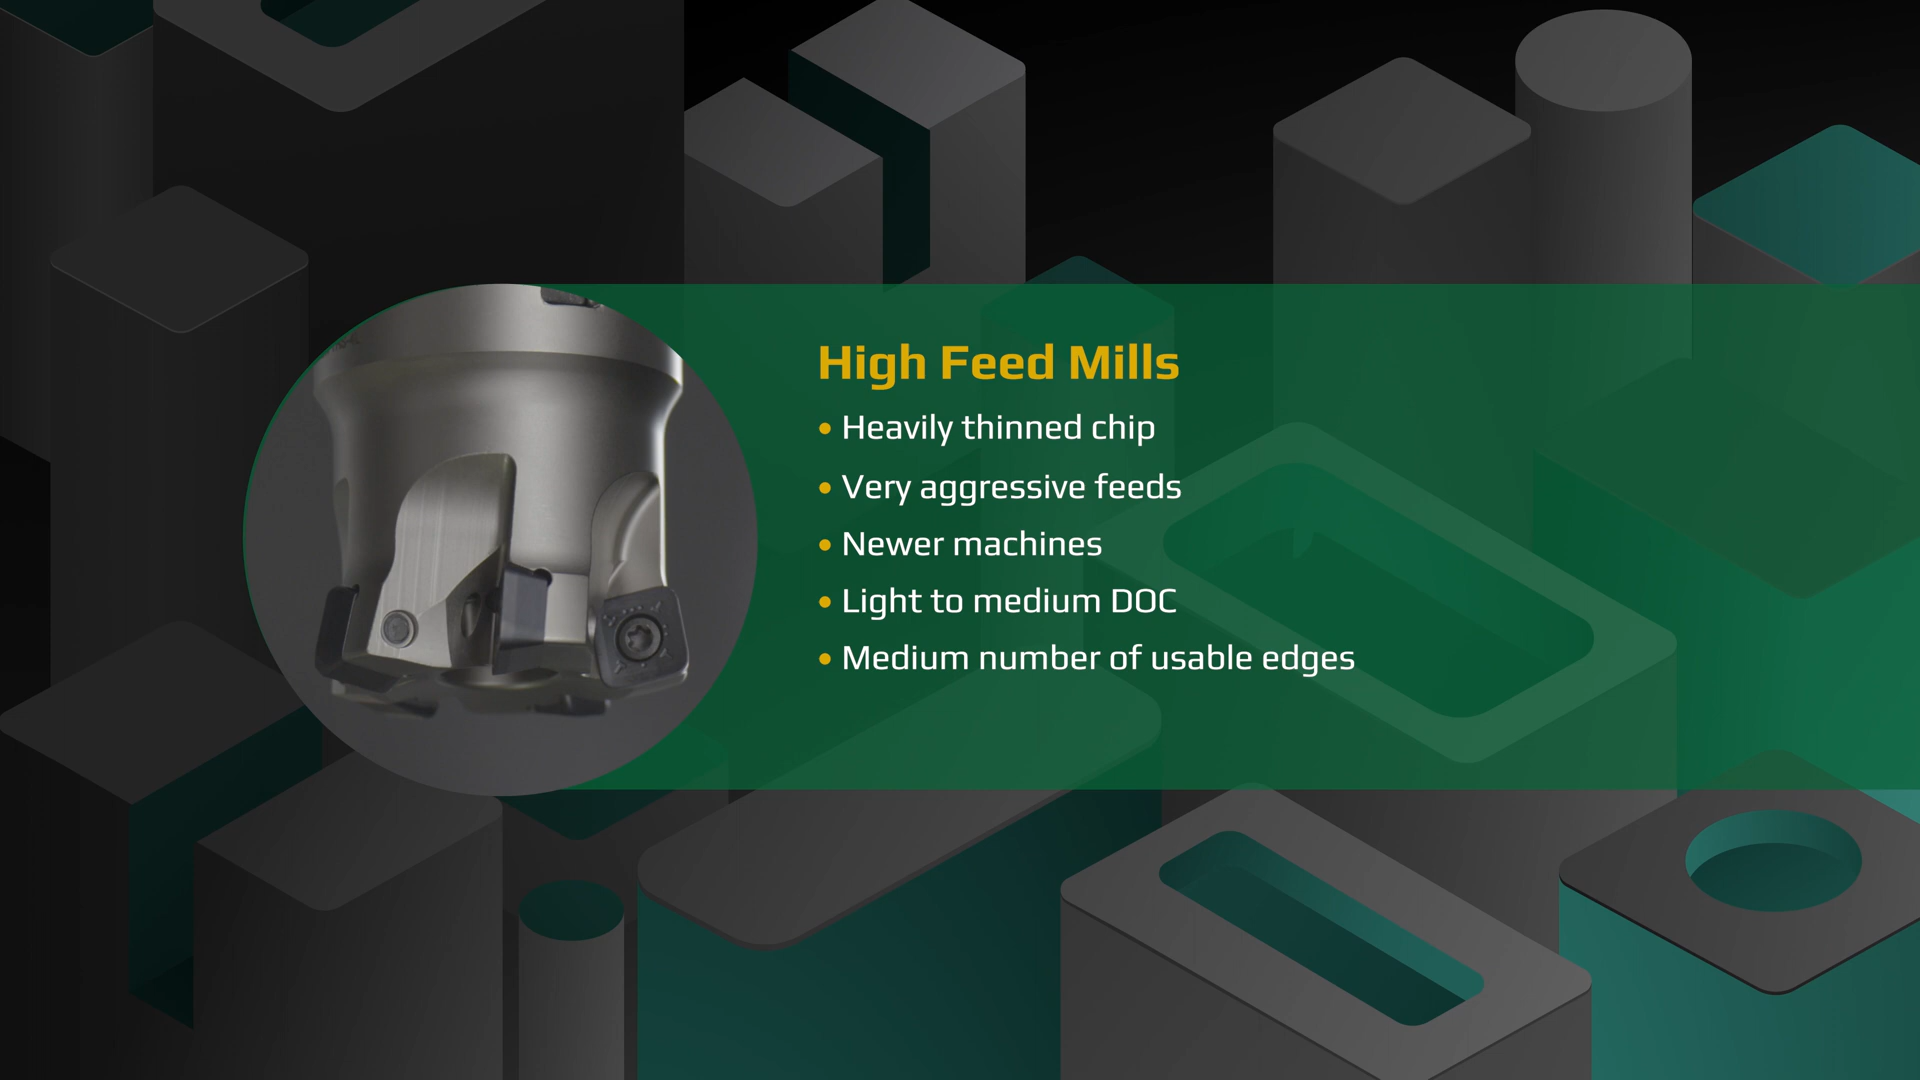 High Feed Mills
• Heavily thinned chip
• Very aggressive feeds
• Newer machines
• Light to medium DOC
• Medium number of usable edges